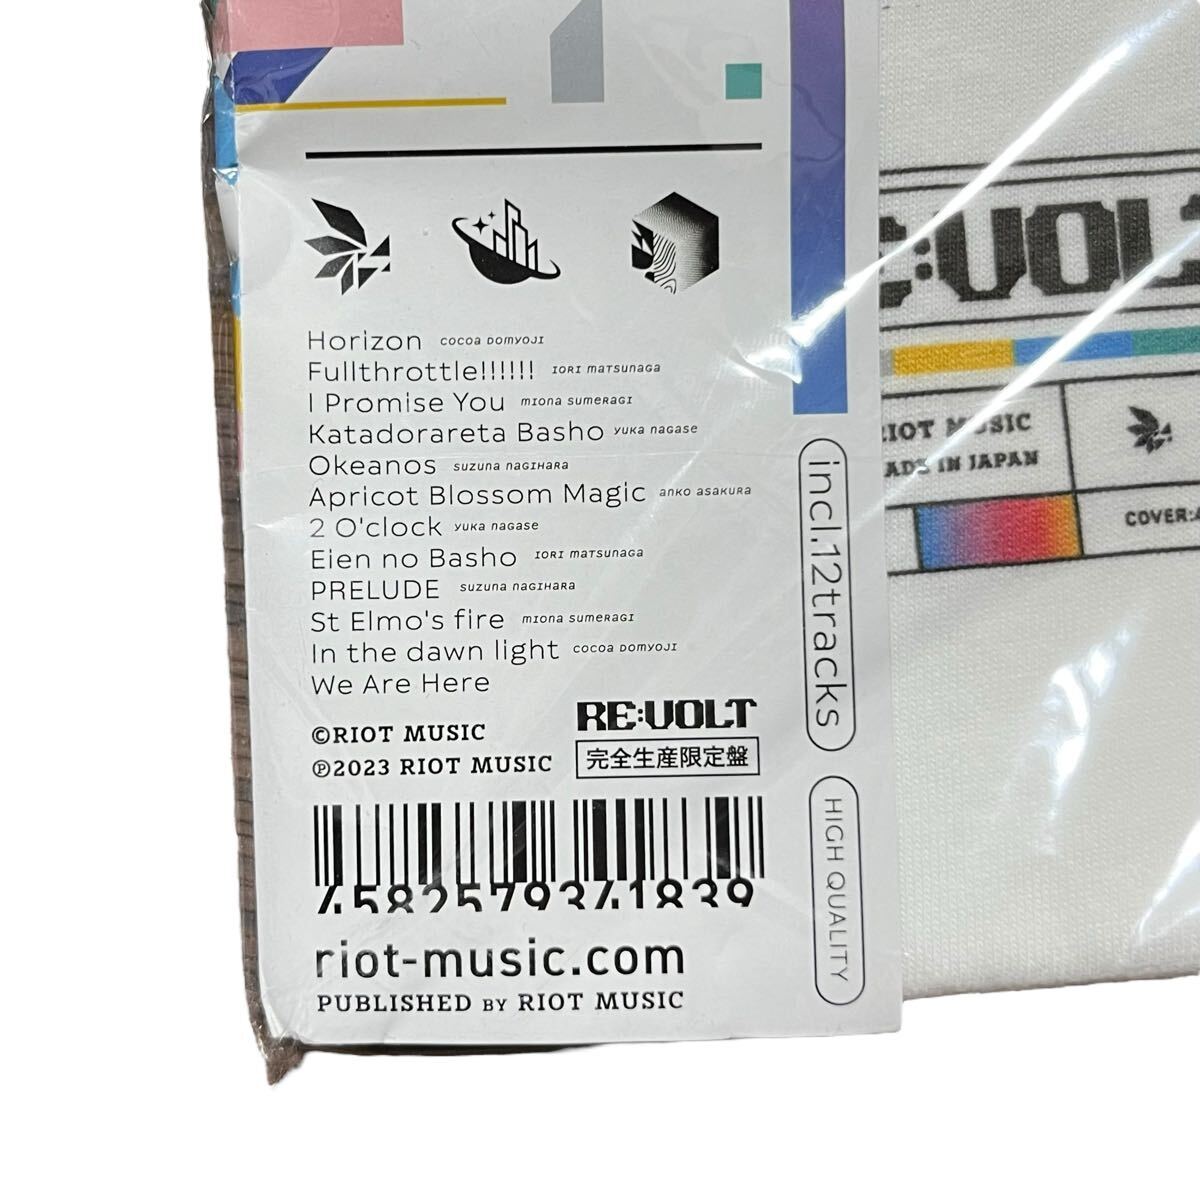 Horizon COCOA DOMYOJI
Fullthrottle!!!!!! IORI MATSUNAGA
I Promise You MIONA SUMERAGI
Katadorareta Basho YUKA NAGASE
Okeanos SUZUNA NAGIHARA
Apricot Blossom Magic ANKO ASAKURA
2 O'clock YUKA NAGASE
Eien no Basho IORI MATSUNAGA
PRELUDE SUZUNA NAGIHARA
St Elmo's fire MIONA SUMERAGI
In the dawn light COCOA DOMYOJI
We Are Here
©RIOT MUSIC
℗2023 RIOT MUSIC
RE:VOLT
完全生産限定盤
4582579341839
riot-music.com
PUBLISHED BY RIOT MUSIC
incl.12tracks
HIGH QUALITY
E:VOLT
RIOT MUSIC
MADE IN JAPAN
COVER: